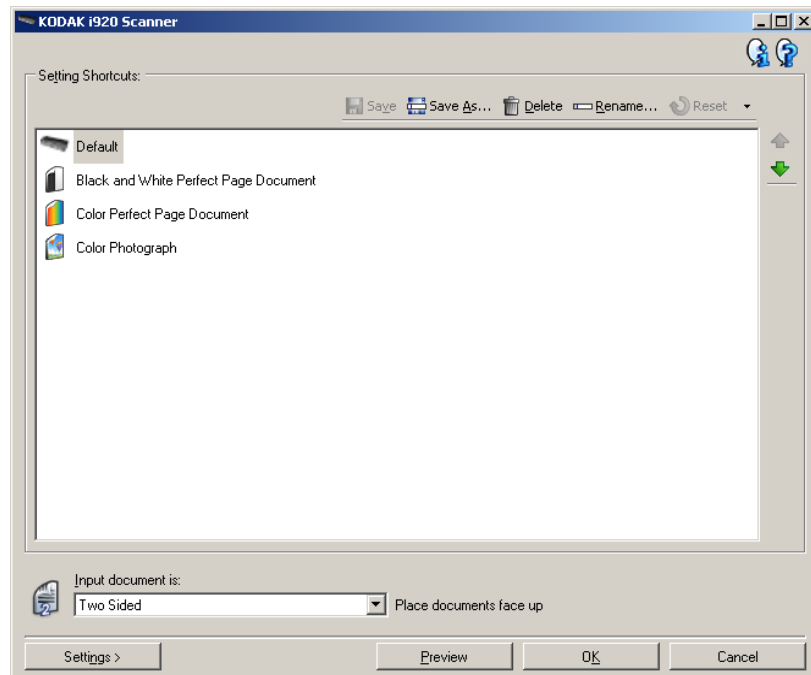 KODAK i920 Scanner
Setting Shortcuts:
Save Save As... Delete Rename... Reset
Default
Black and White Perfect Page Document
Color Perfect Page Document
Color Photograph
Input document is:
Two Sided Place documents face up
Settings > Preview OK Cancel